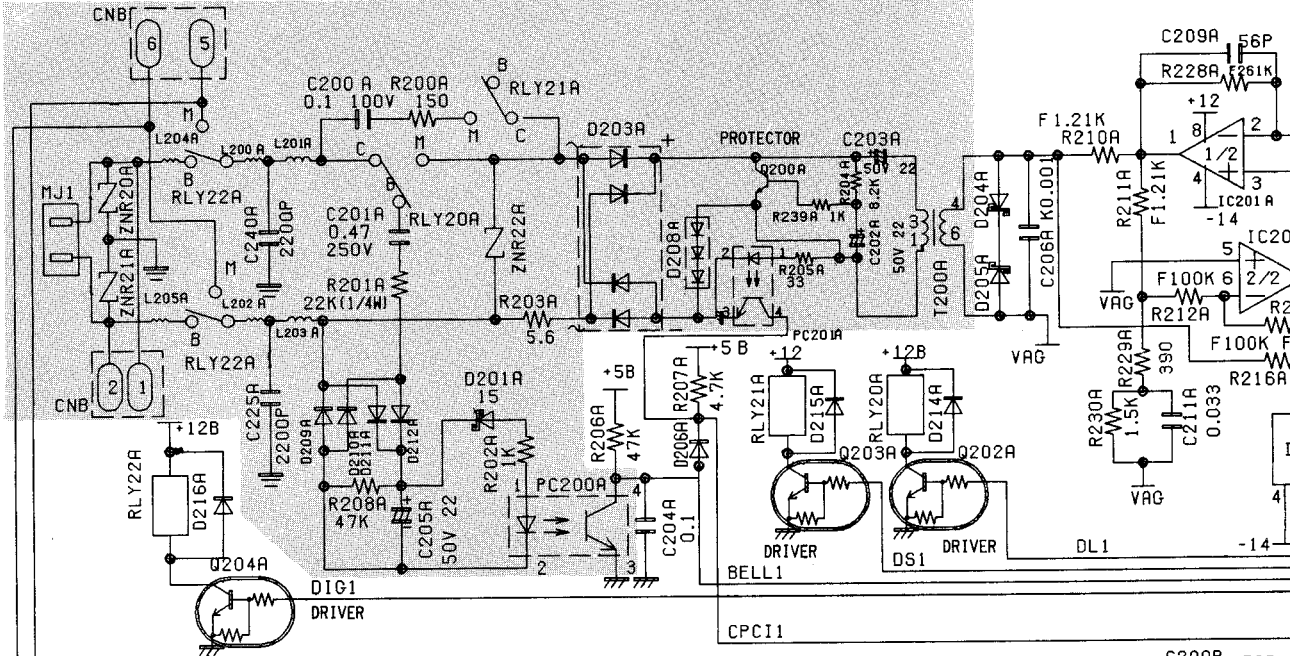 CNB
6 5
C209A
56P
R228A F261K
+12
8
1
2
1/2
4
IC201A
-14
F1.21K
R210A
R211A
F1.21K
C200A R200A
0.1 100V 150
B
RLY21A
M
C
M
L204A
L200A
L201A
B
RLY22A
C
M
B
RLY20A
D203A
+
PROTECTOR
Q200A
C203A
50V 22
R204A
8.2K
R239A 1K
C202A
50V 22
3
1
4
6
T200A
D204A
D205A
C206A K0.001
MJ1
ZNR20A
ZNR21A
C240A
2200P
C201A
0.47
250V
R201A
22K(1/4W)
ZNR22A
D208A
2 1
R205A
33
3 4
PC201A
IC20
5
6
2/2
VAG
F100K
R212A
R2
F100K F
R216A
VAG
M
L205A
L202A
B
RLY22A
L203A
R203A
5.6
CNB
2 1
+12B
C225A
2200P
D209A
D210A
D211A
D212A
D201A
15
R202A
1K
+5B
R206A
47K
+5B
R207A
4.7K
D206A
+12
RLY21A
D215A
Q203A
+12B
RLY20A
D214A
Q202A
R229A
390
R230A
1.5K
C211A
0.033
VAG
RLY22A
D216A
R208A
47K
+
C205A
50V 22
PC200A
1
4
2
3
C204A
0.1
DRIVER
DS1
DRIVER
DL1
4
-14
Q204A
DIG1
DRIVER
BELL1
CPCI1